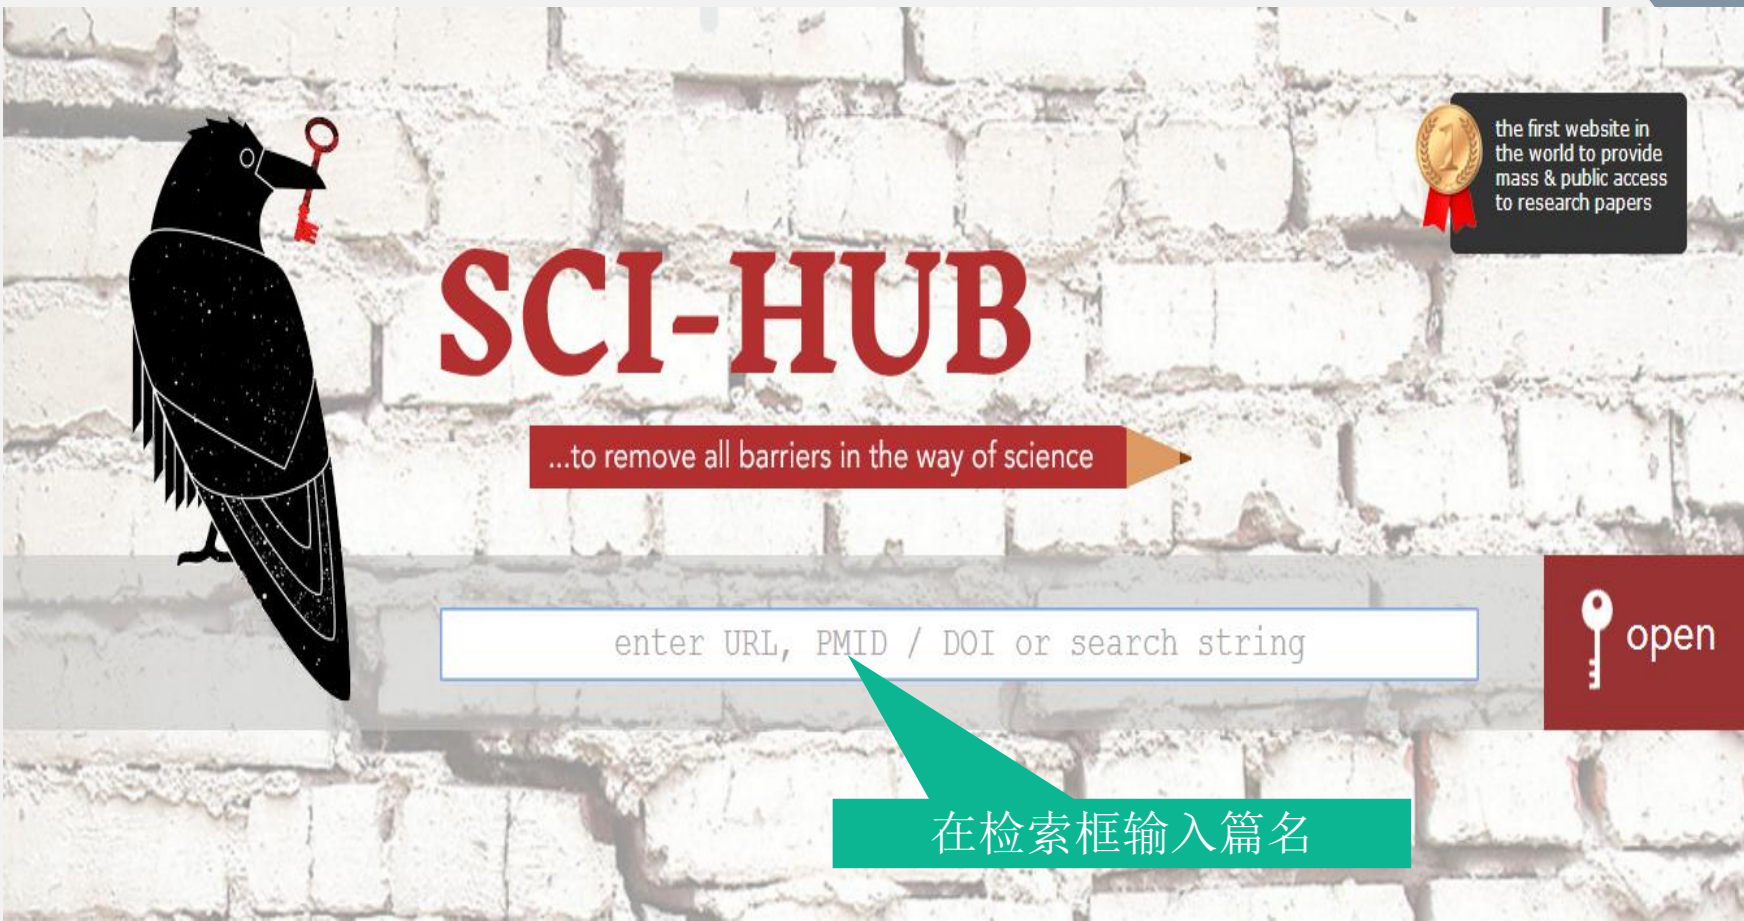 the first website in
the world to provide
mass & public access
to research papers
SCI-HUB
...to remove all barriers in the way of science
enter URL, PMID / DOI or search string
open
在检索框输入篇名